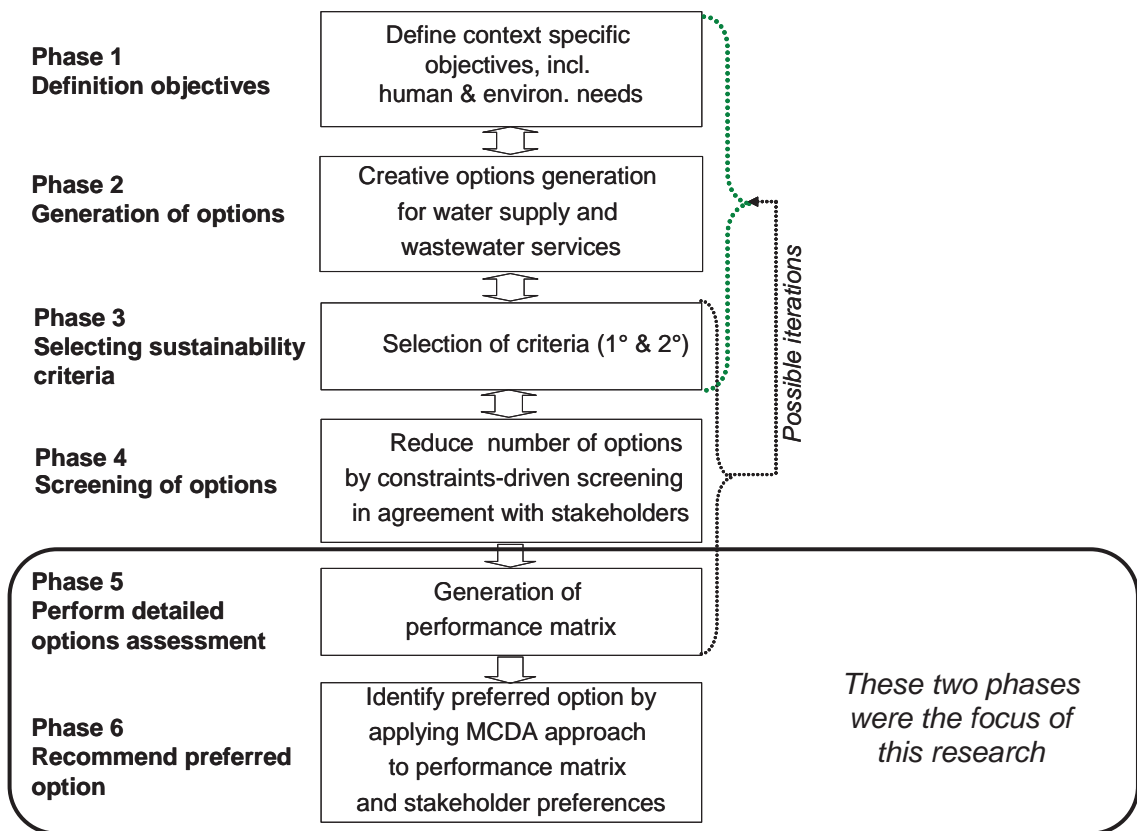 Phase 1
Definition objectives
Define context specific
objectives, incl.
human & environ. needs
Phase 2
Generation of options
Creative options generation
for water supply and
wastewater services
Phase 3
Selecting sustainability
criteria
Selection of criteria (1° & 2°)
Possible iterations
Phase 4
Screening of options
Reduce number of options
by constraints-driven screening
in agreement with stakeholders
Phase 5
Perform detailed
options assessment
Generation of
performance matrix
Phase 6
Recommend preferred
option
Identify preferred option by
applying MCDA approach
to performance matrix
and stakeholder preferences
These two phases
were the focus of
this research